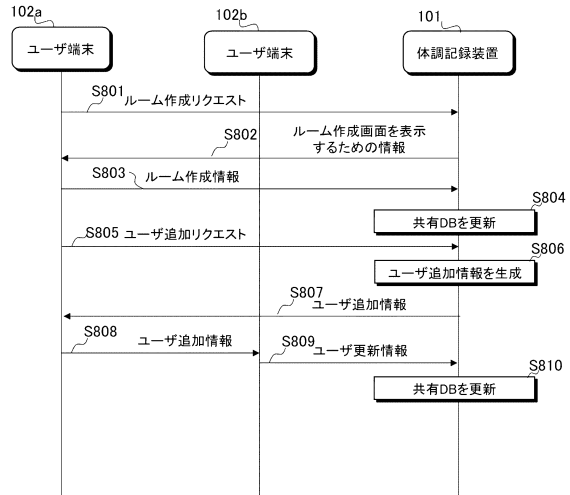 102a
102b
101
ユーザ端末
ユーザ端末
体調記録装置
S801
ルーム作成リクエスト
S802
ルーム作成画面を表示
するための情報
S803
ルーム作成情報
S804
共有DBを更新
S805
ユーザ追加リクエスト
S806
ユーザ追加情報を生成
S807
ユーザ追加情報
S808
ユーザ追加情報
S809
ユーザ更新情報
S810
共有DBを更新